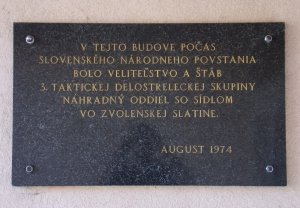 V TEJTO BUDOVE POČAS
SLOVENSKÉHO NÁRODNEHO POVSTANIA
BOLO VELITEĽSTVO A ŠTÁB
3. TAKTICKEJ DELOSTRELECKEJ SKUPINY
NÁHRADNÝ ODDIEL SO SÍDLOM
VO ZVOLENSKEJ SLATINE.
AUGUST 1974